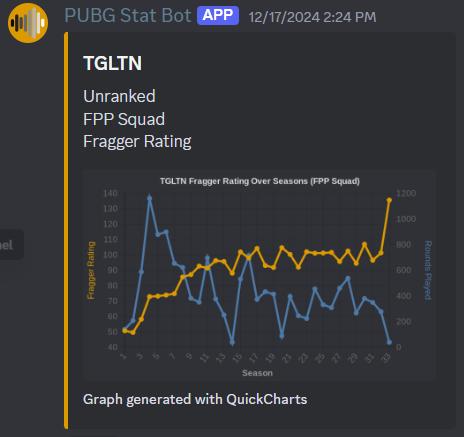 PUBG Stat Bot APP 12/17/2024 2:24 PM
TGLTN
Unranked
FPP Squad
Fragger Rating
TGLTN Fragger Rating Over Seasons (FPP Squad)
140
130
120
110
100
90
80
70
60
50
40
Fragger Rating
1200
1000
800
600
400
200
0
Rounds Played
1 3 5 7 9 11 13 15 17 19 21 23 25 27 29 31 33
Season
nel
Graph generated with QuickCharts